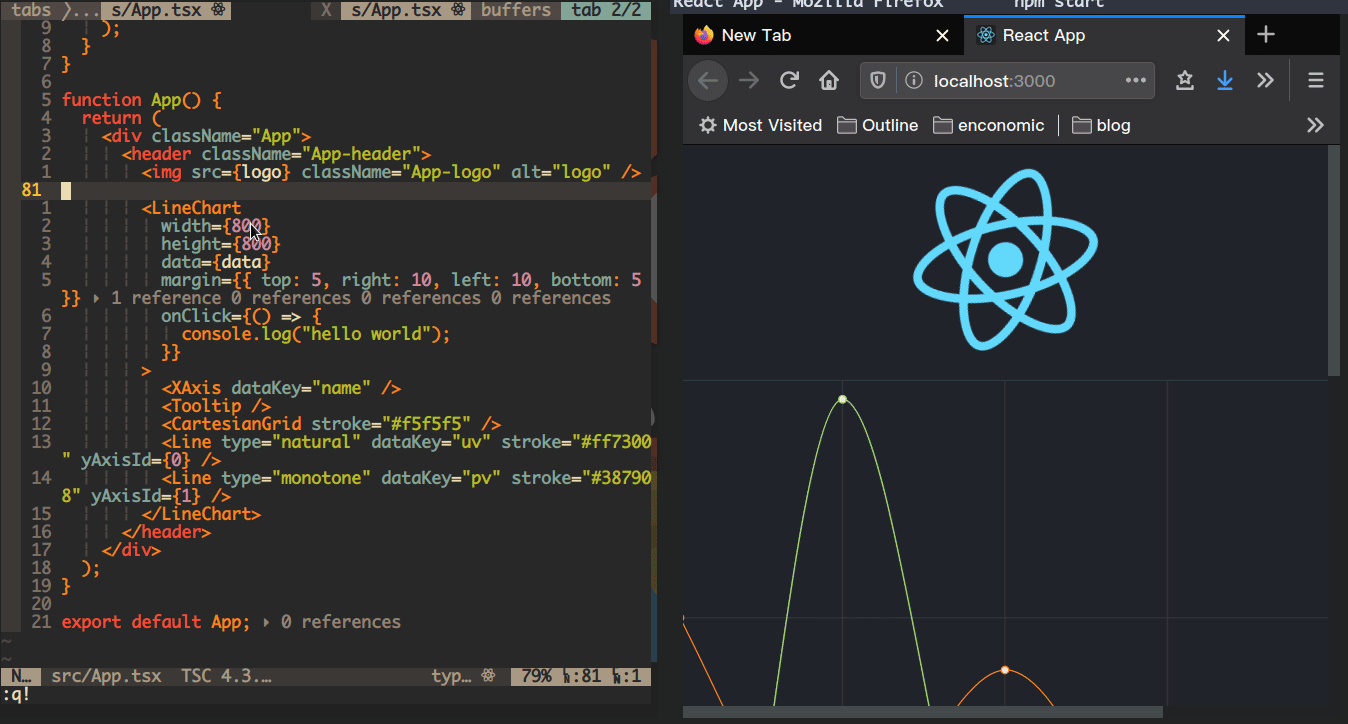 tabs 〉... s/App.tsx X s/App.tsx buffers tab 2/2
9 );
8 }
7 }
6
5 function App() {
4 return (
3 <div className="App">
2 <header className="App-header">
1 <img src={logo} className="App-logo" alt="logo" />
81
1 <LineChart
2 width={800}
3 height={800}
4 data={data}
5 margin={{ top: 5, right: 10, left: 10, bottom: 5
}} ‣ 1 reference 0 references 0 references 0 references
6 onClick={() => {
7 console.log("hello world");
8 }}
9 >
10 <XAxis dataKey="name" />
11 <Tooltip />
12 <CartesianGrid stroke="#f5f5f5" />
13 <Line type="natural" dataKey="uv" stroke="#ff7300
" yAxisId={0} />
14 <Line type="monotone" dataKey="pv" stroke="#38790
8" yAxisId={1} />
15 </LineChart>
16 </header>
17 </div>
18 );
19 }
20
21 export default App; ‣ 0 references
~
~
N… src/App.tsx TSC 4.3.… typ… 79% :81 :1
:q!
React App - Mozilla Firefox npm start
New Tab
React App
localhost:3000
Most Visited Outline enconomic blog